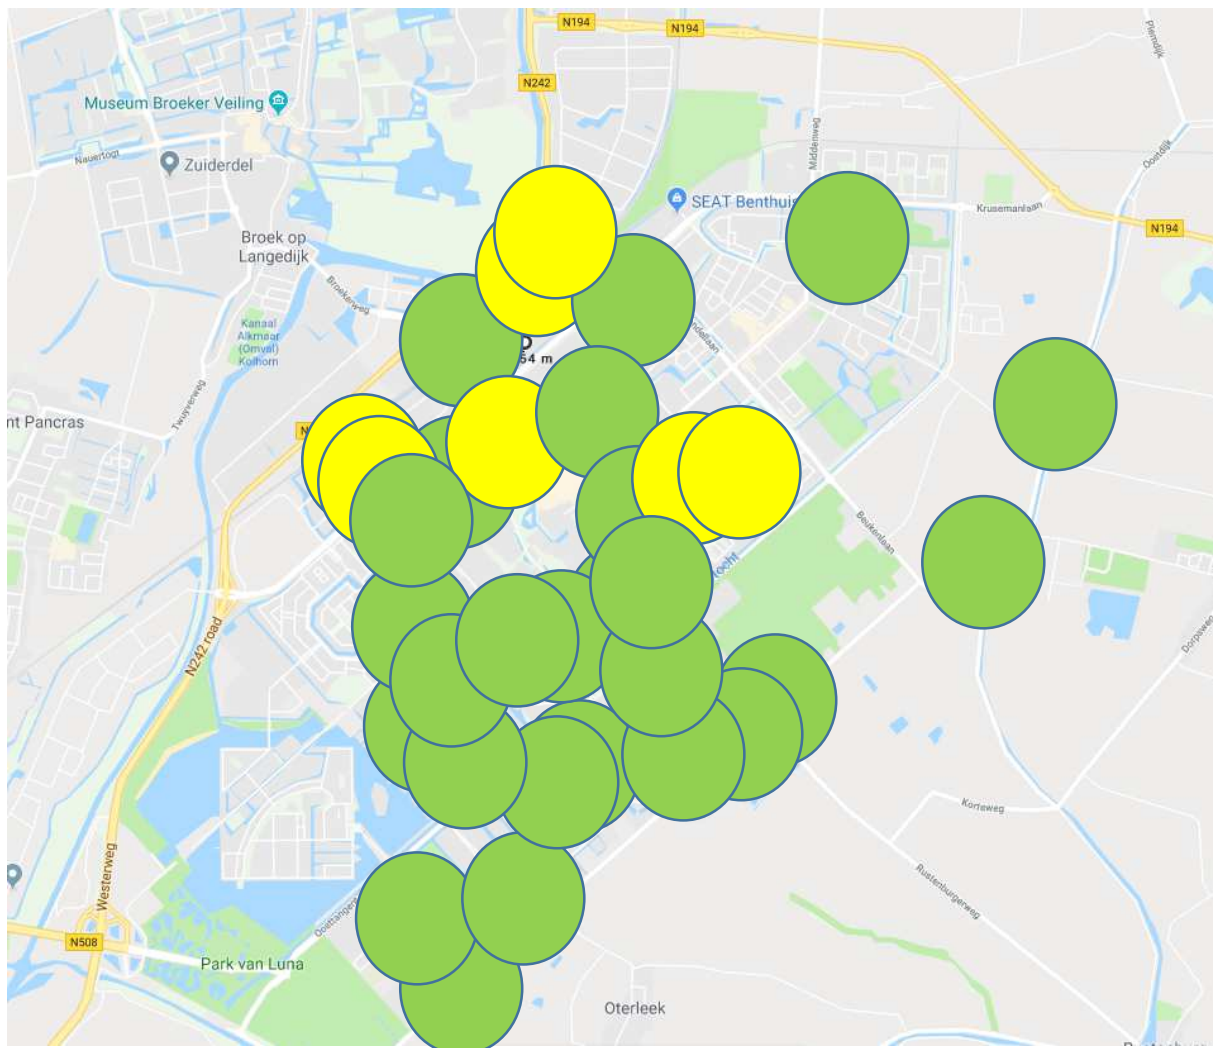 N194
N194
Plemdijk
N242
Museum Broeker Veiling
Nauertogt
Zuiderdel
Middenweg
Oostdijk
SEAT Benthuis
Krusemanlaan
N194
Broek op
Langedijk
Broekerweg
Kanaal
Alkmaar
(Omval)
Kolhorn
54 m
Twuyverweg
nt Pancras
N
Beukenlaan
tocht
Dorpsweg
N242 road
Korteweg
Westerweg
Rustenburgerweg
N508
Park van Luna
Oterleek